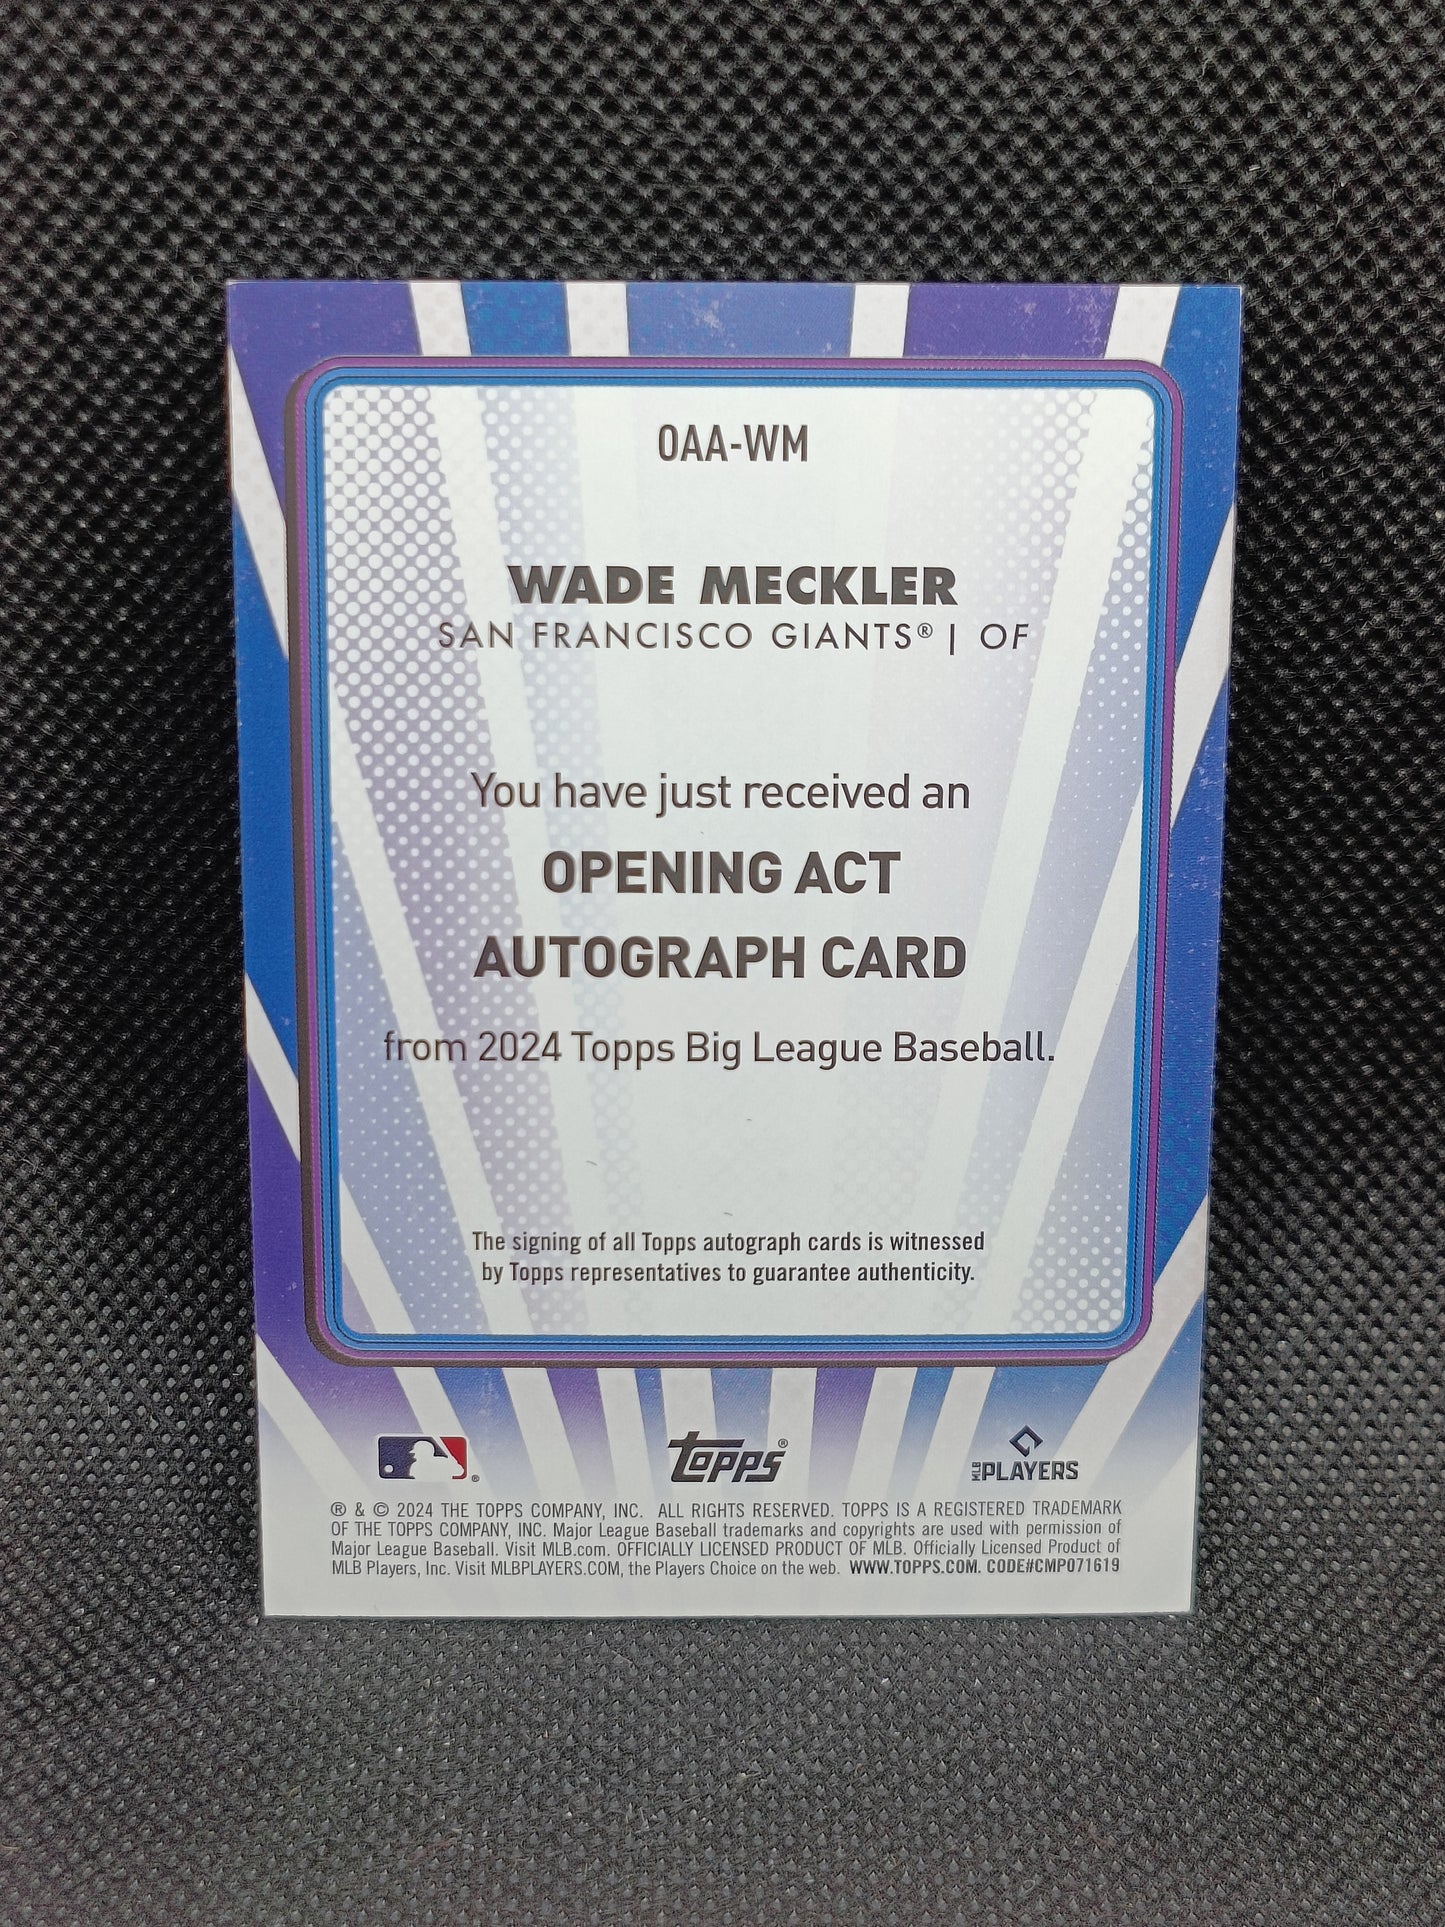 OAA-WM
WADE MECKLER
SAN FRANCISCO GIANTS® | OF
You have just received an
OPENING ACT
AUTOGRAPH CARD
from 2024 Topps Big League Baseball.
The signing of all Topps autograph cards is witnessed
by Topps representatives to guarantee authenticity.
® topps® MLB PLAYERS
® & © 2024 THE TOPPS COMPANY, INC. ALL RIGHTS RESERVED. TOPPS IS A REGISTERED TRADEMARK
OF THE TOPPS COMPANY, INC. Major League Baseball trademarks and copyrights are used with permission of
Major League Baseball. Visit MLB.com. OFFICIALLY LICENSED PRODUCT OF MLB. Officially Licensed Product of
MLB Players, Inc. Visit MLBPLAYERS.COM, the Players Choice on the web. WWW.TOPPS.COM. CODE#CMP071619